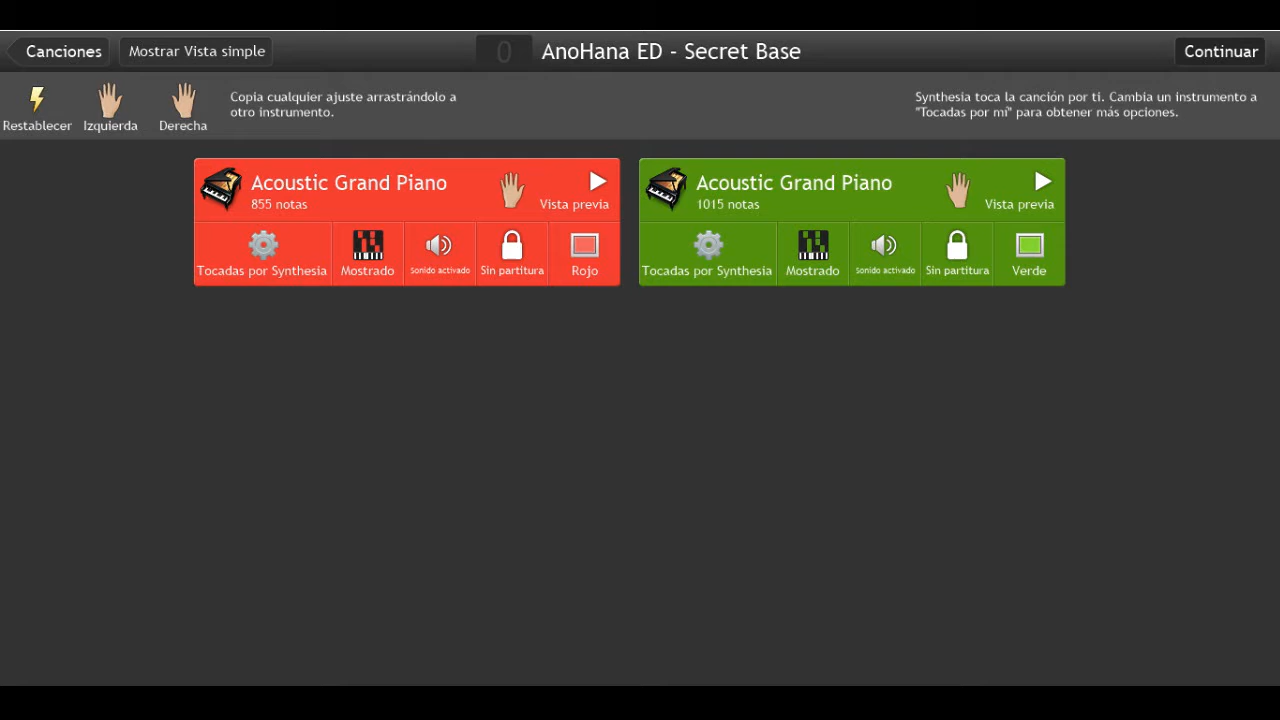 Canciones
Mostrar Vista simple
0
AnoHana ED - Secret Base
Continuar
Restablecer
Izquierda
Derecha
Copia cualquier ajuste arrastrándolo a
otro instrumento.
Synthesia toca la canción por ti. Cambia un instrumento a
"Tocadas por mí" para obtener más opciones.
Acoustic Grand Piano
855 notas
Vista previa
Tocadas por Synthesia
Mostrado
Sonido activado
Sin partitura
Rojo
Acoustic Grand Piano
1015 notas
Vista previa
Tocadas por Synthesia
Mostrado
Sonido activado
Sin partitura
Verde